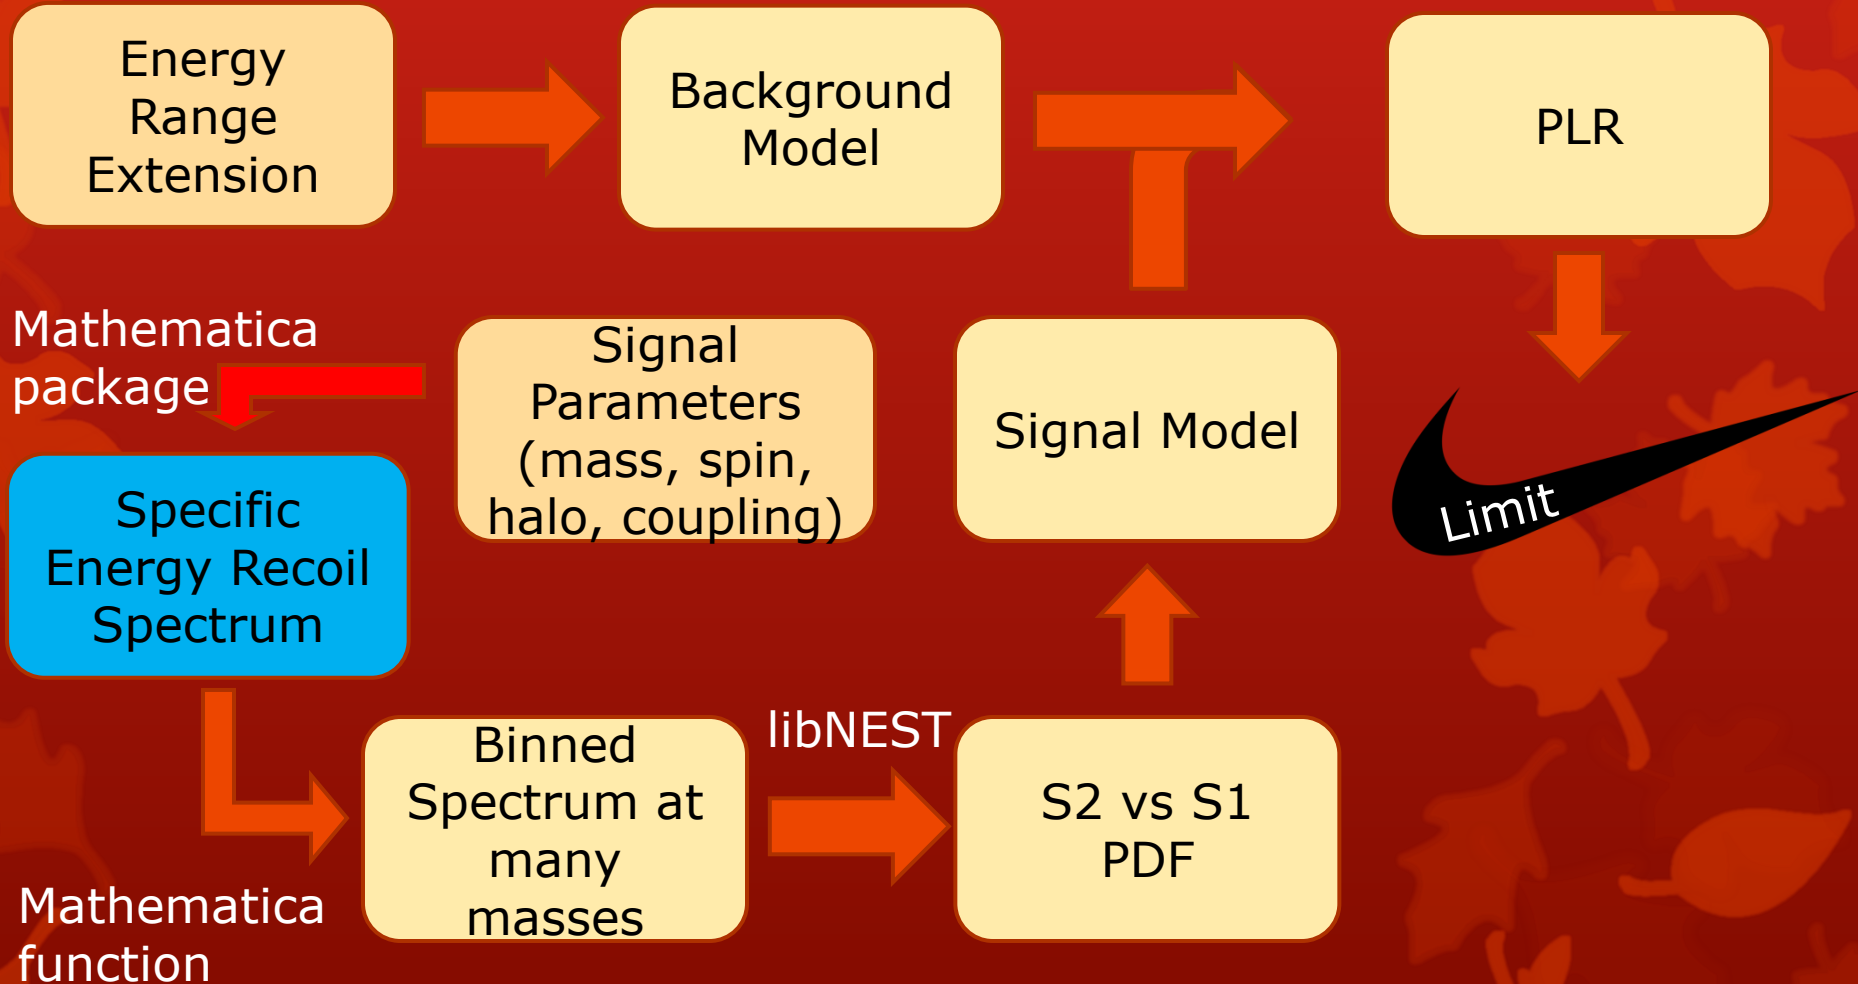 Energy
Range
Extension
Background
Model
PLR
Mathematica
package
Signal
Parameters
(mass, spin,
halo, coupling)
Signal Model
Limit
Specific
Energy Recoil
Spectrum
Binned
Spectrum at
many
masses
libNEST
S2 vs S1
PDF
Mathematica
function